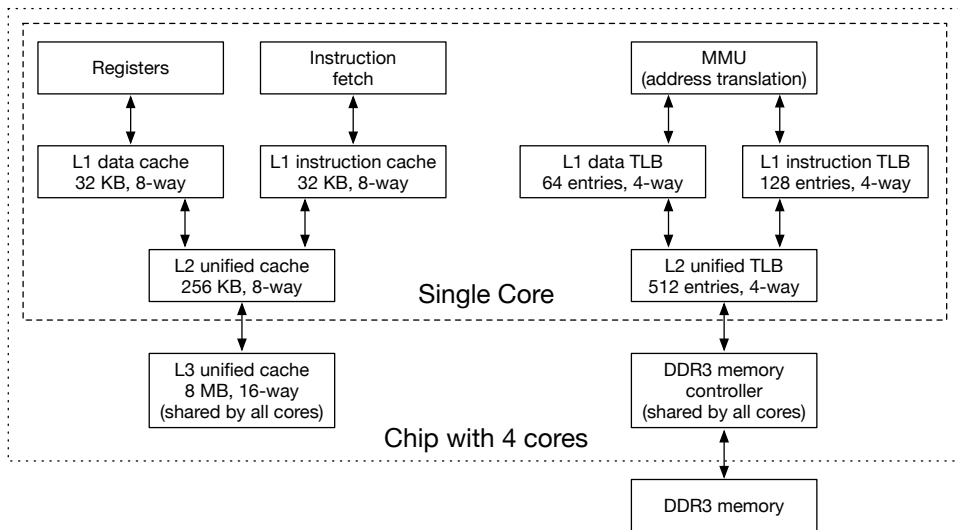 Registers
Instruction
fetch
MMU
(address translation)
L1 data cache
32 KB, 8-way
L1 instruction cache
32 KB, 8-way
L1 data TLB
64 entries, 4-way
L1 instruction TLB
128 entries, 4-way
L2 unified cache
256 KB, 8-way
L2 unified TLB
512 entries, 4-way
Single Core
L3 unified cache
8 MB, 16-way
(shared by all cores)
DDR3 memory
controller
(shared by all cores)
Chip with 4 cores
DDR3 memory